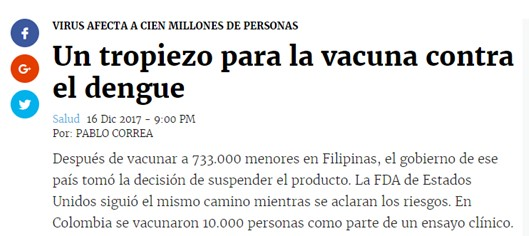 VIRUS AFECTA A CIEN MILLONES DE PERSONAS
Un tropiezo para la vacuna contra
el dengue
Salud 16 Dic 2017 - 9:00 PM
Por: PABLO CORREA
Después de vacunar a 733.000 menores en Filipinas, el gobierno de ese
país tomó la decisión de suspender el producto. La FDA de Estados
Unidos siguió el mismo camino mientras se aclaran los riesgos. En
Colombia se vacunaron 10.000 personas como parte de un ensayo clínico.